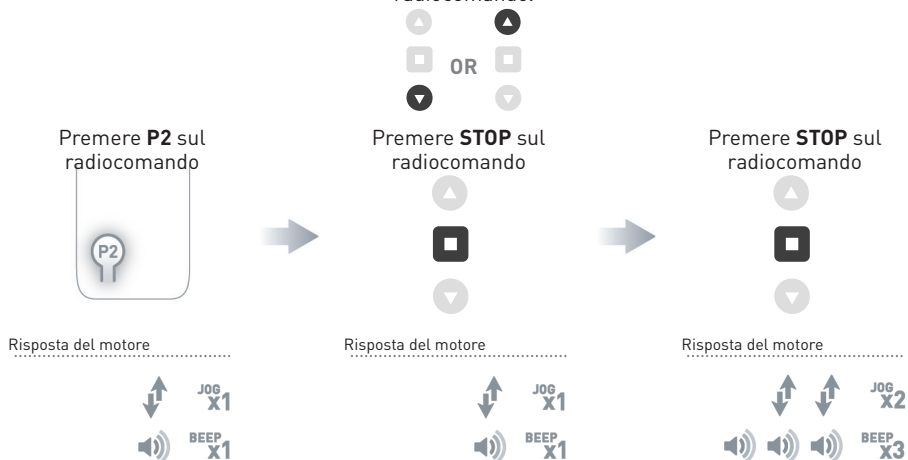 radiocomando.
OR
Premere P2 sul
radiocomando
P2
Risposta del motore
JOG X1
BEEP X1
Premere STOP sul
radiocomando
Risposta del motore
JOG X1
BEEP X1
Premere STOP sul
radiocomando
Risposta del motore
JOG X2
BEEP X3